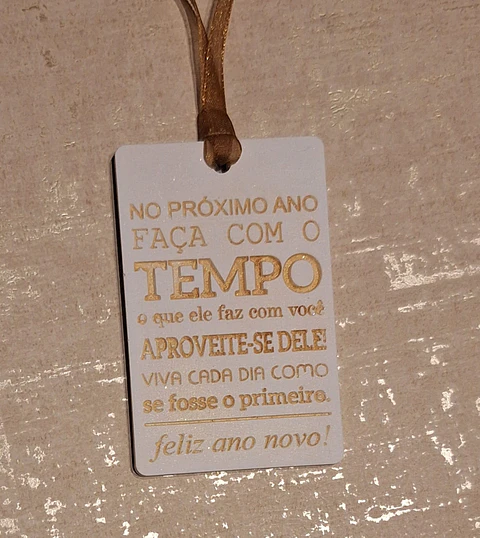 NO PRÓXIMO ANO
FAÇA COM O
TEMPO
o que ele faz com você
APROVEITE-SE DELE!
VIVA CADA DIA COMO
se fosse o primeiro.
feliz ano novo!